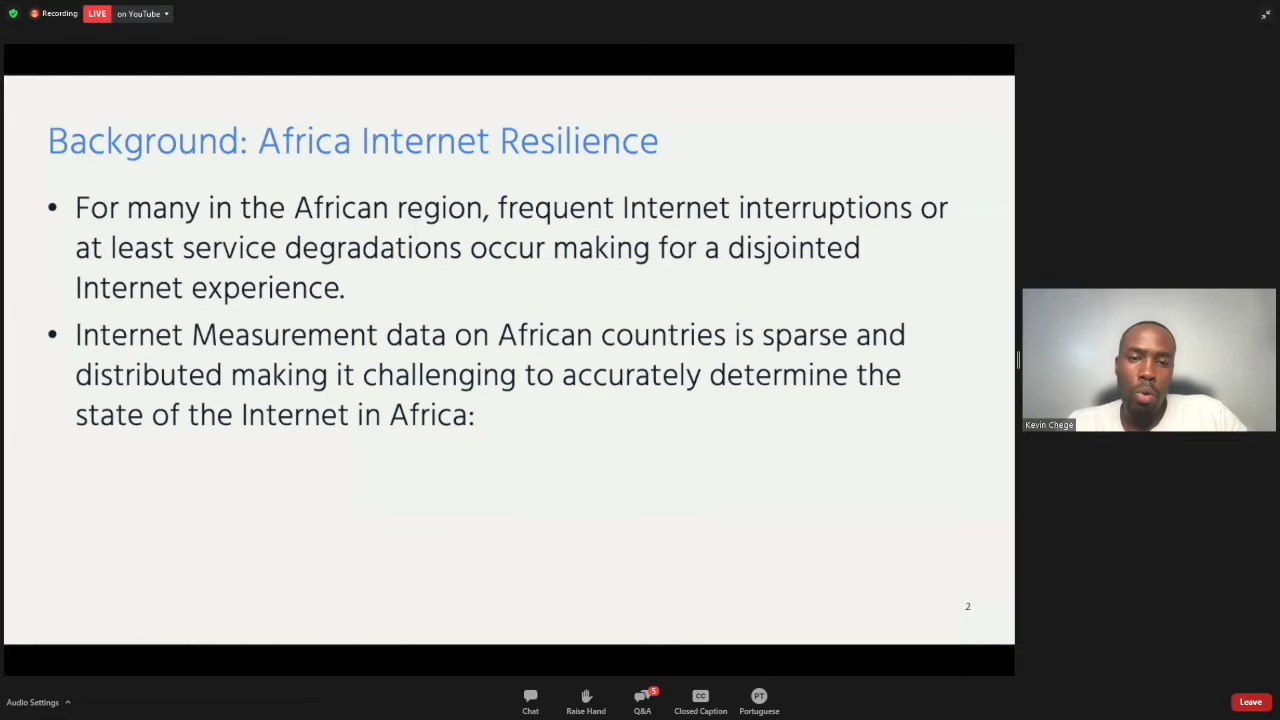 Recording
LIVE
on YouTube
Background: Africa Internet Resilience
• For many in the African region, frequent Internet interruptions or
at least service degradations occur making for a disjointed
Internet experience.
• Internet Measurement data on African countries is sparse and
distributed making it challenging to accurately determine the
state of the Internet in Africa:
2
Kevin Chege
Audio Settings
Chat
Raise Hand
5
Q&A
CC
Closed Caption
PT
Portuguese
Leave